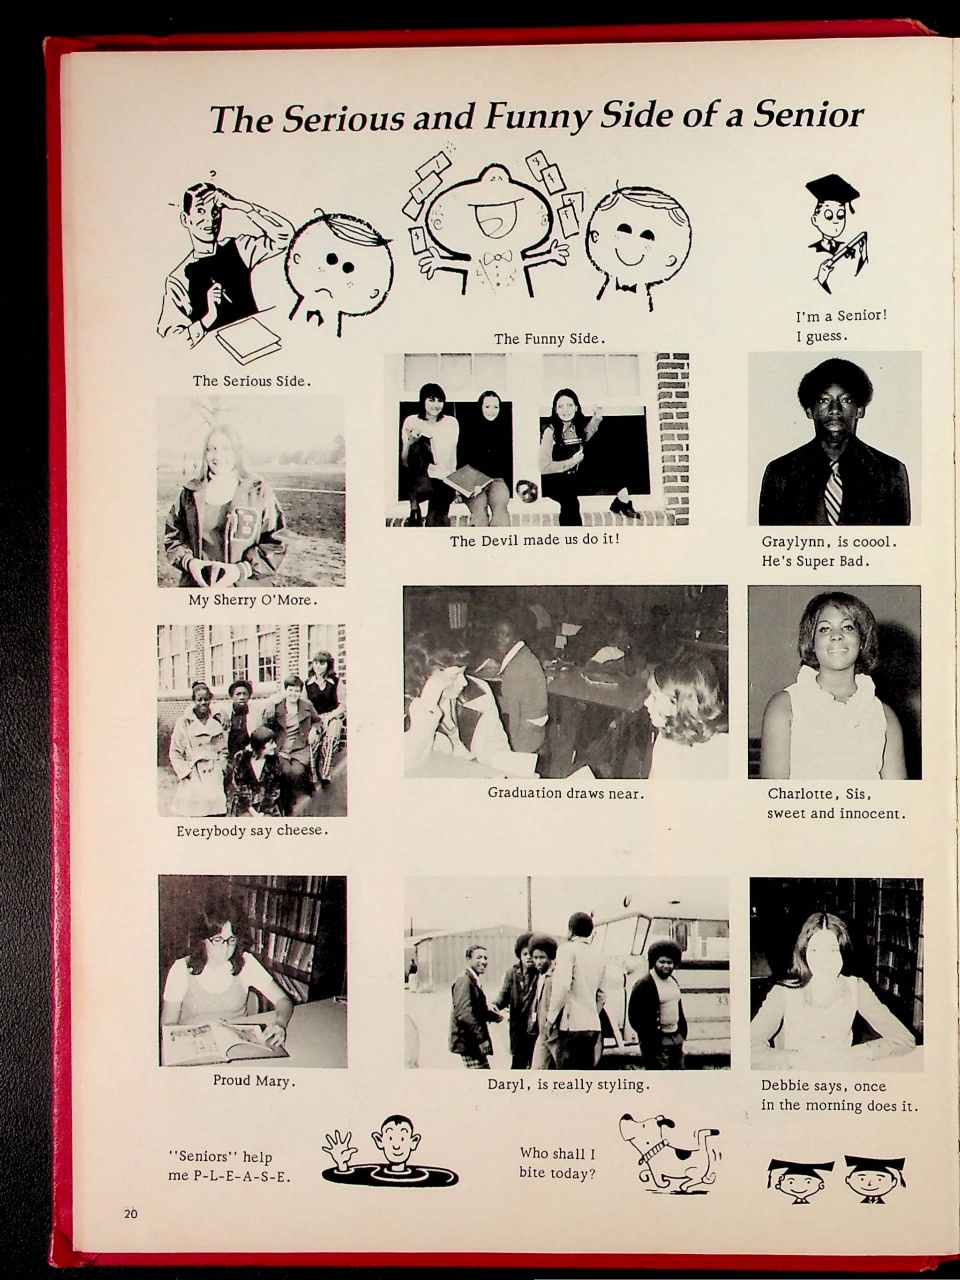 The Serious and Funny Side of a Senior
?
The Serious Side.
The Funny Side.
I'm a Senior!
I guess.
B
My Sherry O'More.
The Devil made us do it!
Graylynn, is coool.
He's Super Bad.
Everybody say cheese.
Graduation draws near.
Charlotte, Sis,
sweet and innocent.
Proud Mary.
33
Daryl, is really styling.
Debbie says, once
in the morning does it.
"Seniors" help
me P-L-E-A-S-E.
Who shall I
bite today?
20